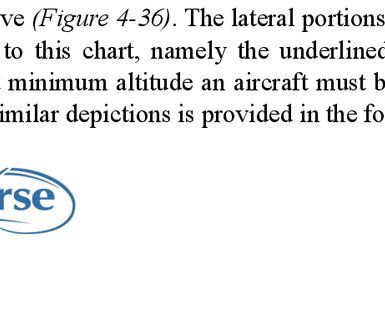 ve (Figure 4-36). The lateral portions
to this chart, namely the underlined
minimum altitude an aircraft must b
imilar depictions is provided in the fo
rse